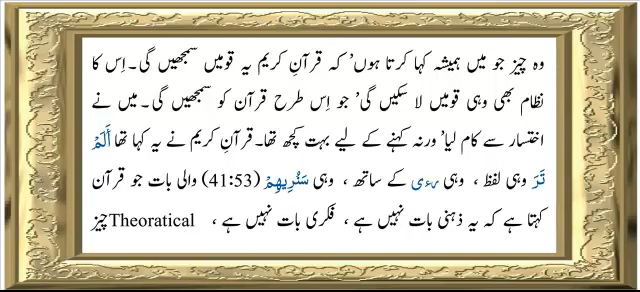 وہ چیز جو میں ہمیشہ کہا کرتا ہوں' کہ قرآنِ کریم یہ قومیں سمجھیں گی۔ اِس کا
نظام بھی وہی قومیں لا سکیں گی' جو اِس طرح قرآن کو سمجھیں گی۔ میں نے
اختسار سے کام لیا' ورنہ کہنے کے لیے بہت کچھ تھا۔ قرآنِ کریم نے یہ کہا تھا أَلَمْ
تَرَ وہی لفظ ، وہی رءی کے ساتھ ، وہی سَنُرِيهِمْ (41:53) والی بات جو قرآن
کہتا ہے کہ یہ ذہنی بات نہیں ہے ، فکری بات نہیں ہے ، Theoratical چیز